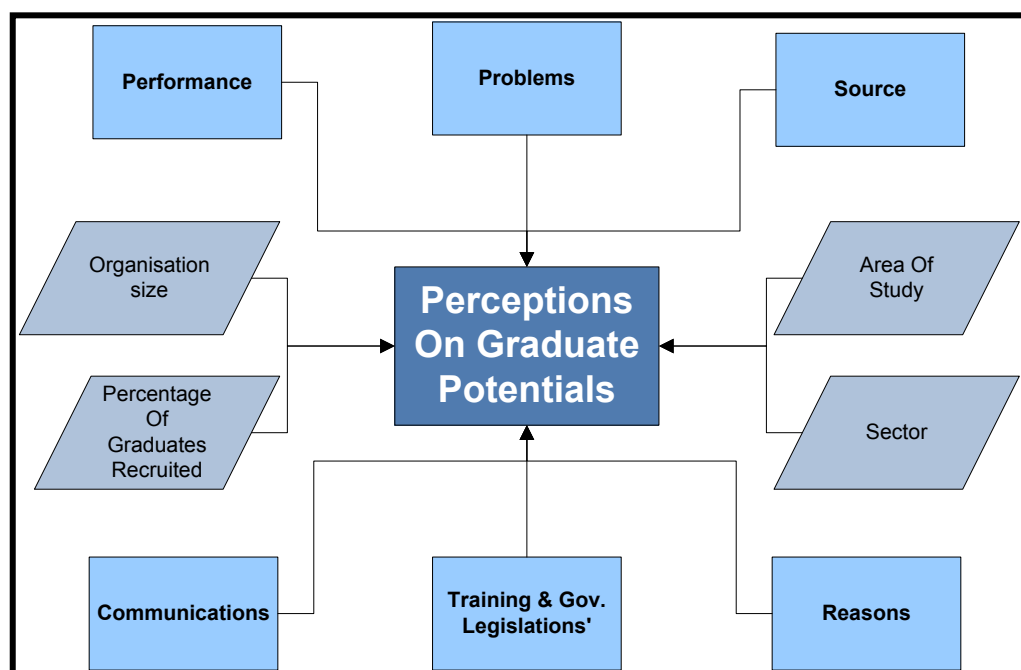 Performance
Problems
Source
Organisation
size
Area Of
Study
Perceptions
On Graduate
Potentials
Percentage
Of
Graduates
Recruited
Sector
Communications
Training & Gov.
Legislations'
Reasons